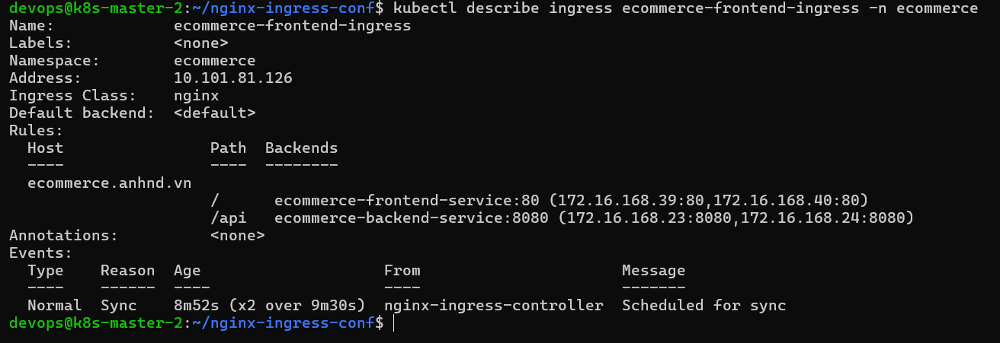 devops@k8s-master-2:~/nginx-ingress-conf$ kubectl describe ingress ecommerce-frontend-ingress -n ecommerce
Name:             ecommerce-frontend-ingress
Labels:           <none>
Namespace:        ecommerce
Address:          10.101.81.126
Ingress Class:    nginx
Default backend:  <default>
Rules:
  Host                Path  Backends
  ----                ----  --------
  ecommerce.anhnd.vn
                      /      ecommerce-frontend-service:80 (172.16.168.39:80,172.16.168.40:80)
                      /api   ecommerce-backend-service:8080 (172.16.168.23:8080,172.16.168.24:8080)
Annotations:          <none>
Events:
  Type    Reason  Age                    From                      Message
  ----    ------  ----                   ----                      -------
  Normal  Sync    8m52s (x2 over 9m30s)  nginx-ingress-controller  Scheduled for sync
devops@k8s-master-2:~/nginx-ingress-conf$